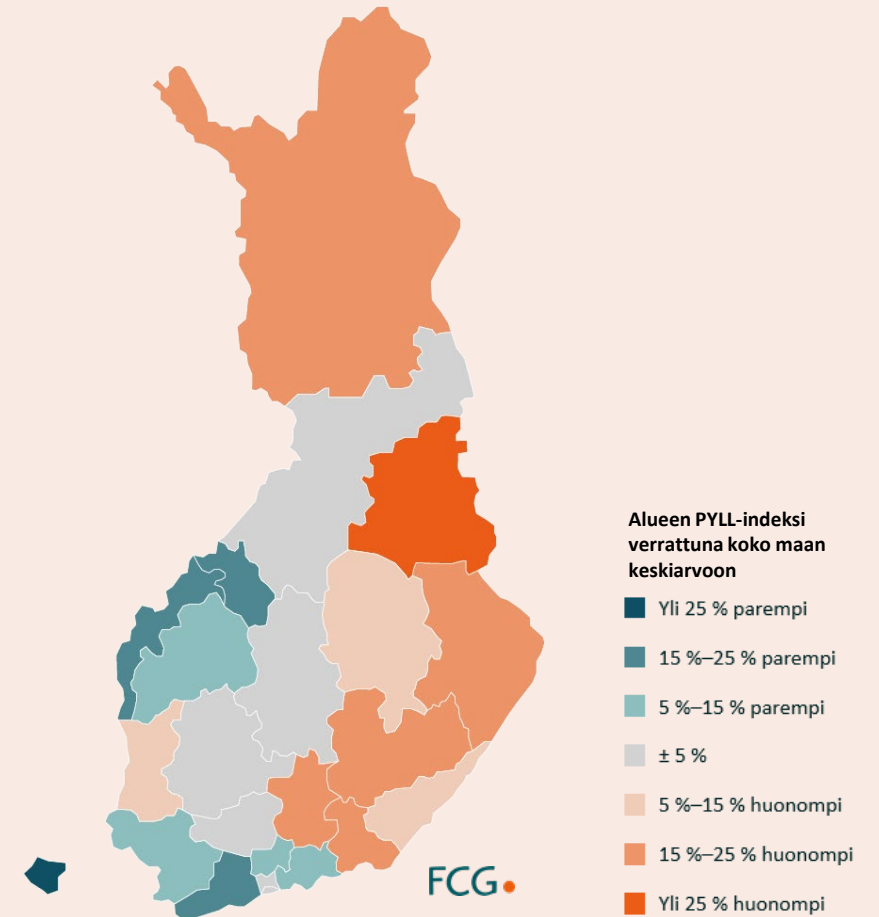 Alueen PYLL-indeksi
verrattuna koko maan
keskiarvoon
Yli 25 % parempi
15 %–25 % parempi
5 %–15 % parempi
± 5 %
5 %–15 % huonompi
15 %–25 % huonompi
Yli 25 % huonompi
FCG